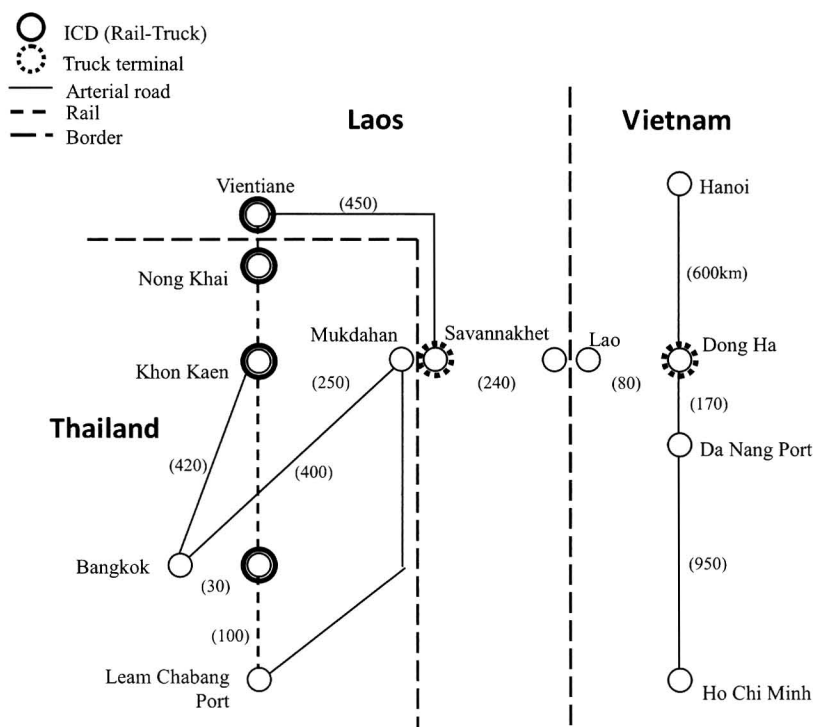 ICD (Rail-Truck)
Truck terminal
Arterial road
Rail
Border
Laos
Vietnam
Vientiane
(450)
Hanoi
Nong Khai
(600km)
Mukdahan
Savannakhet
Lao
Dong Ha
Khon Kaen
(250)
(240)
(80)
(170)
Thailand
Da Nang Port
(420)
(400)
Bangkok
(30)
(950)
(100)
Leam Chabang
Port
Ho Chi Minh